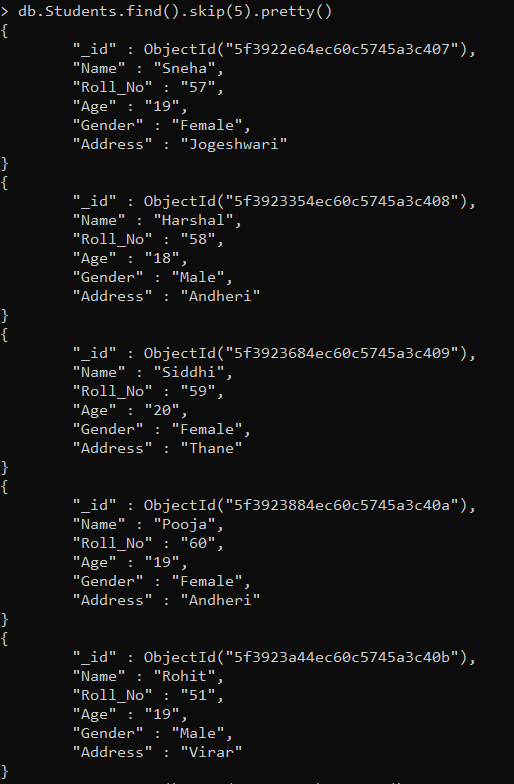 > db.Students.find().skip(5).pretty()
{
        "_id" : ObjectId("5f3922e64ec60c5745a3c407"),
        "Name" : "Sneha",
        "Roll_No" : "57",
        "Age" : "19",
        "Gender" : "Female",
        "Address" : "Jogeshwari"
}
{
        "_id" : ObjectId("5f3923354ec60c5745a3c408"),
        "Name" : "Harshal",
        "Roll_No" : "58",
        "Age" : "18",
        "Gender" : "Male",
        "Address" : "Andheri"
}
{
        "_id" : ObjectId("5f3923684ec60c5745a3c409"),
        "Name" : "Siddhi",
        "Roll_No" : "59",
        "Age" : "20",
        "Gender" : "Female",
        "Address" : "Thane"
}
{
        "_id" : ObjectId("5f3923884ec60c5745a3c40a"),
        "Name" : "Pooja",
        "Roll_No" : "60",
        "Age" : "19",
        "Gender" : "Female",
        "Address" : "Andheri"
}
{
        "_id" : ObjectId("5f3923a44ec60c5745a3c40b"),
        "Name" : "Rohit",
        "Roll_No" : "51",
        "Age" : "19",
        "Gender" : "Male",
        "Address" : "Virar"
}